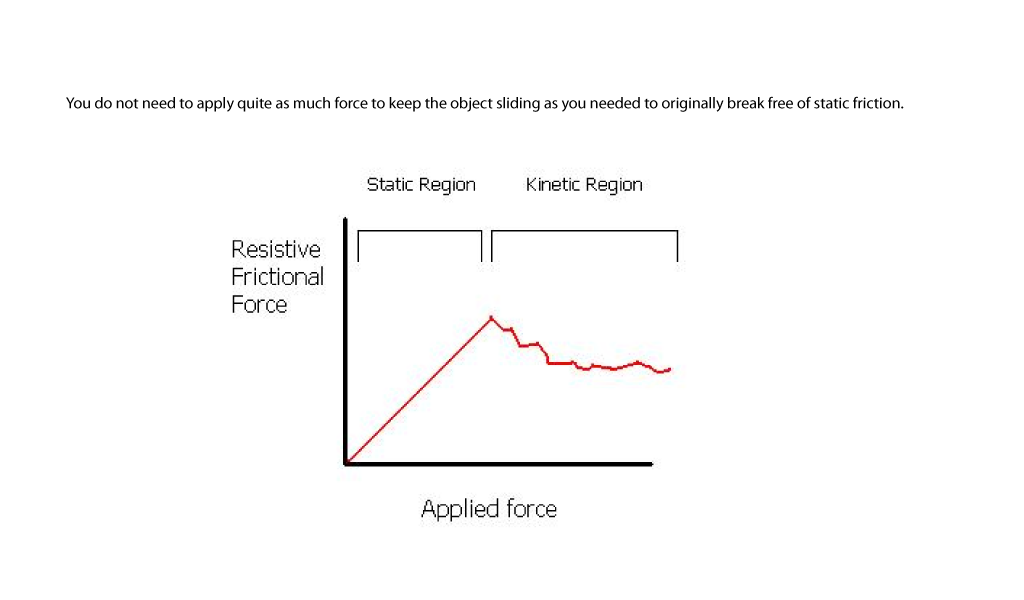 You do not need to apply quite as much force to keep the object sliding as you needed to originally break free of static friction.
Static Region
Kinetic Region
Resistive
Frictional
Force
Applied force